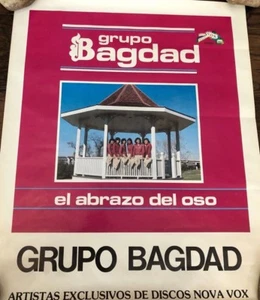 grupo
Bagdad
el abrazo del oso
GRUPO BAGDAD
ARTISTAS EXCLUSIVOS DE DISCOS NOVA VOX